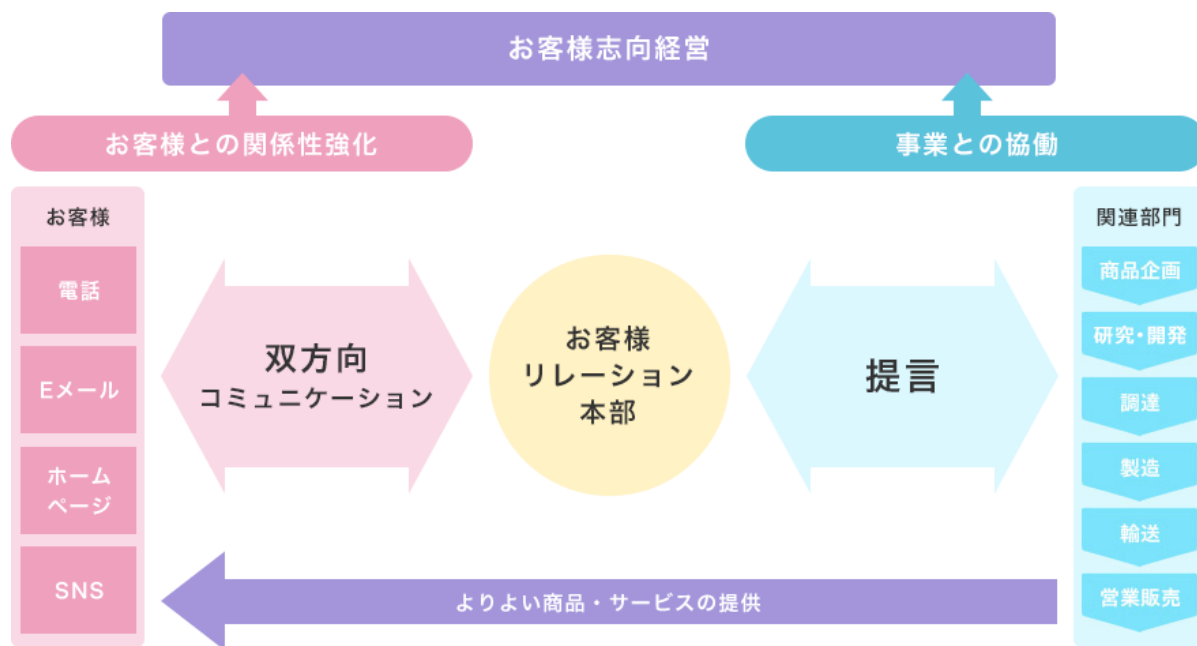 お客様志向経営
お客様との関係性強化
事業との協働
お客様
電話
Eメール
ホーム
ページ
SNS
双方向
コミュニケーション
お客様
リレーション
本部
提言
関連部門
商品企画
研究・開発
調達
製造
輸送
営業販売
よりよい商品・サービスの提供